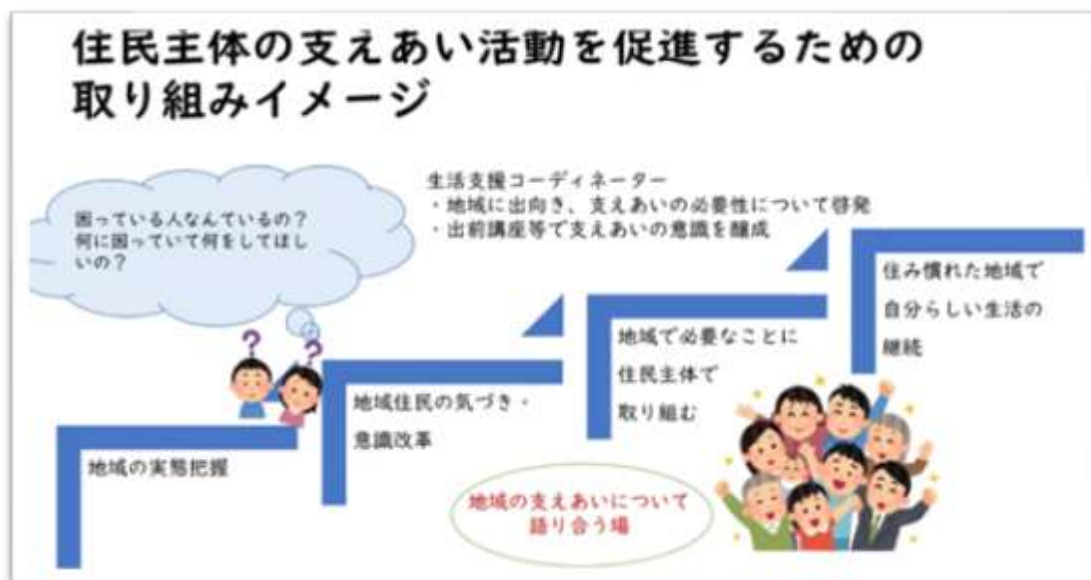 住民主体の支えあい活動を促進するための
取り組みイメージ
困っている人なんているの?
何に困っていて何をしてほし
いの?
生活支援コーディネーター
・地域に出向き、支えあいの必要性について啓発
・出前講座等で支えあいの意識を醸成
?
?
地域の実態把握
地域住民の気づき・
意識改革
地域で必要なことに
住民主体で
取り組む
住み慣れた地域で
自分らしい生活の
継続
地域の支えあいについて
語り合う場